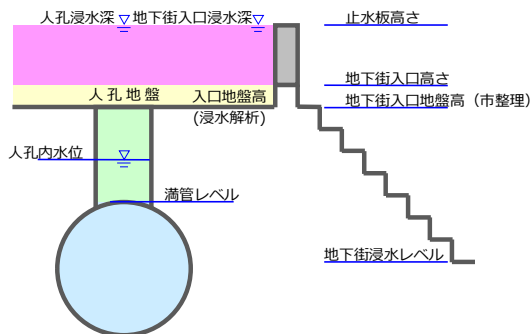 人孔浸水深 地下街入口浸水深
止水板高さ
地下街入口高さ
人孔地盤 入口地盤高
地下街入口地盤高（市整理）
(浸水解析)
人孔内水位
満管レベル
地下街浸水レベル